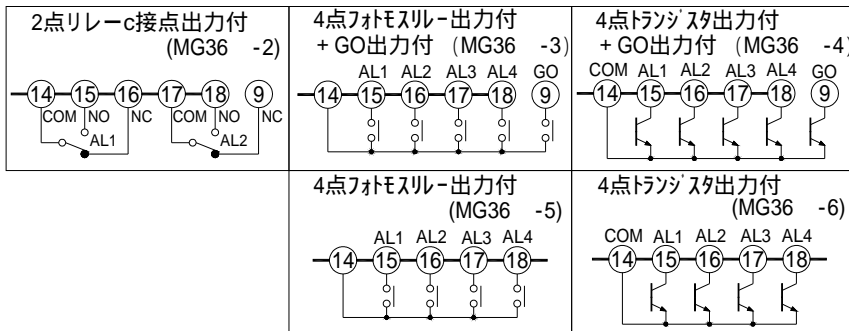 2点リレーc接点出力付
(MG36 -2)
14 15 16 17 18 9
COM NO NC COM NO NC
AL1 AL2
4点フォトモスリレー出力付
+ GO出力付 (MG36 -3)
AL1 AL2 AL3 AL4 GO
14 15 16 17 18 9
4点トランジスタ出力付
+ GO出力付 (MG36 -4)
COM AL1 AL2 AL3 AL4 GO
14 15 16 17 18 9
4点フォトモスリレー出力付
(MG36 -5)
AL1 AL2 AL3 AL4
14 15 16 17 18
4点トランジスタ出力付
(MG36 -6)
COM AL1 AL2 AL3 AL4
14 15 16 17 18